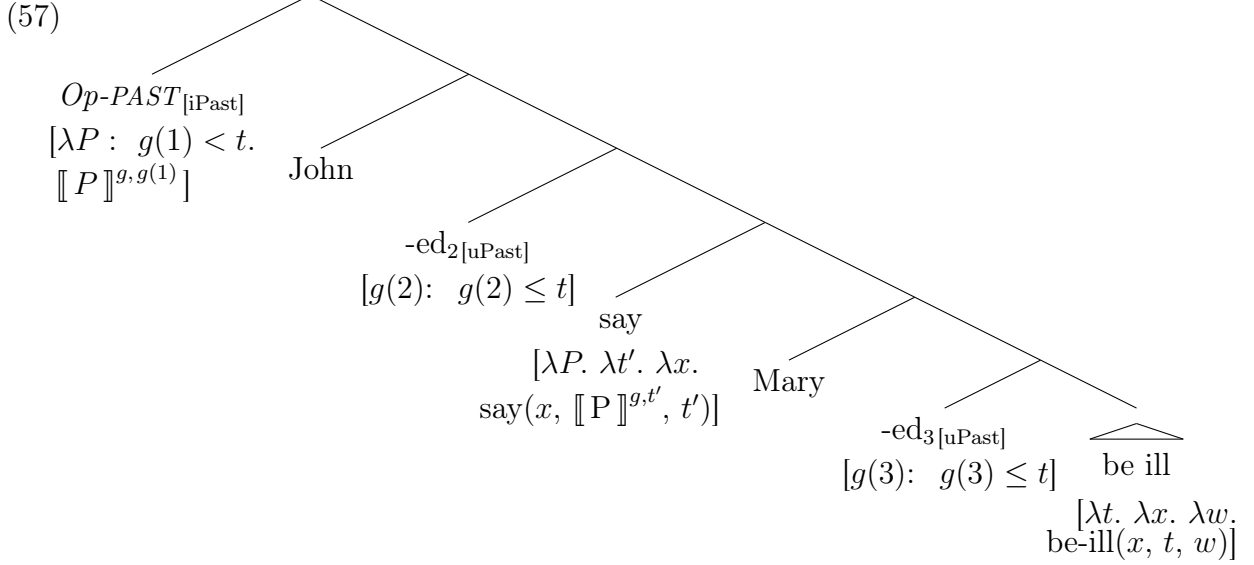 (57)
Op-PAST[iPast]
[λP : g(1) < t.
⟦ P ⟧^{g, g(1)} ]
John
-ed₂[uPast]
[g(2): g(2) ≤ t]
say
[λP. λt′. λx.
say(x, ⟦ P ⟧^{g,t′}, t′)]
Mary
-ed₃[uPast]
[g(3): g(3) ≤ t]
be ill
[λt. λx. λw.
be-ill(x, t, w)]